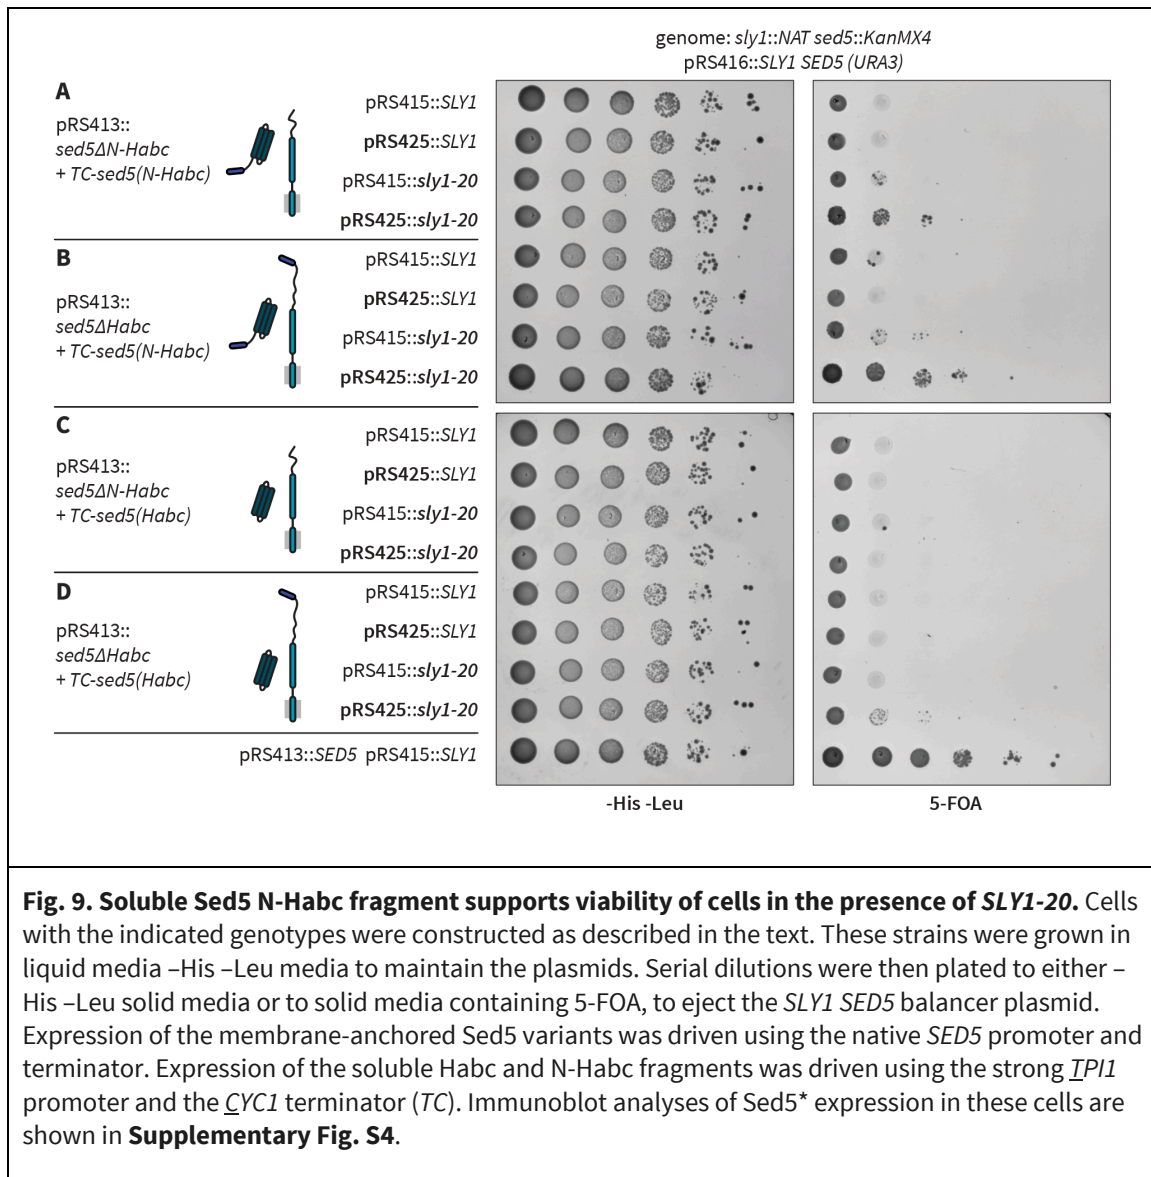 genome: sly1::NAT sed5::KanMX4
pRS416::SLY1 SED5 (URA3)
A
pRS413::
sed5ΔN-Habc
+ TC-sed5(N-Habc)
pRS415::SLY1
pRS425::SLY1
pRS415::sly1-20
pRS425::sly1-20
B
pRS413::
sed5ΔHabc
+ TC-sed5(N-Habc)
pRS415::SLY1
pRS425::SLY1
pRS415::sly1-20
pRS425::sly1-20
C
pRS413::
sed5ΔN-Habc
+ TC-sed5(Habc)
pRS415::SLY1
pRS425::SLY1
pRS415::sly1-20
pRS425::sly1-20
D
pRS413::
sed5ΔHabc
+ TC-sed5(Habc)
pRS415::SLY1
pRS425::SLY1
pRS415::sly1-20
pRS425::sly1-20
pRS413::SED5 pRS415::SLY1
-His -Leu
5-FOA
Fig. 9. Soluble Sed5 N-Habc fragment supports viability of cells in the presence of SLY1-20. Cells
with the indicated genotypes were constructed as described in the text. These strains were grown in
liquid media –His –Leu media to maintain the plasmids. Serial dilutions were then plated to either –
His –Leu solid media or to solid media containing 5-FOA, to eject the SLY1 SED5 balancer plasmid.
Expression of the membrane-anchored Sed5 variants was driven using the native SED5 promoter and
terminator. Expression of the soluble Habc and N-Habc fragments was driven using the strong TPI1
promoter and the CYC1 terminator (TC). Immunoblot analyses of Sed5* expression in these cells are
shown in Supplementary Fig. S4.